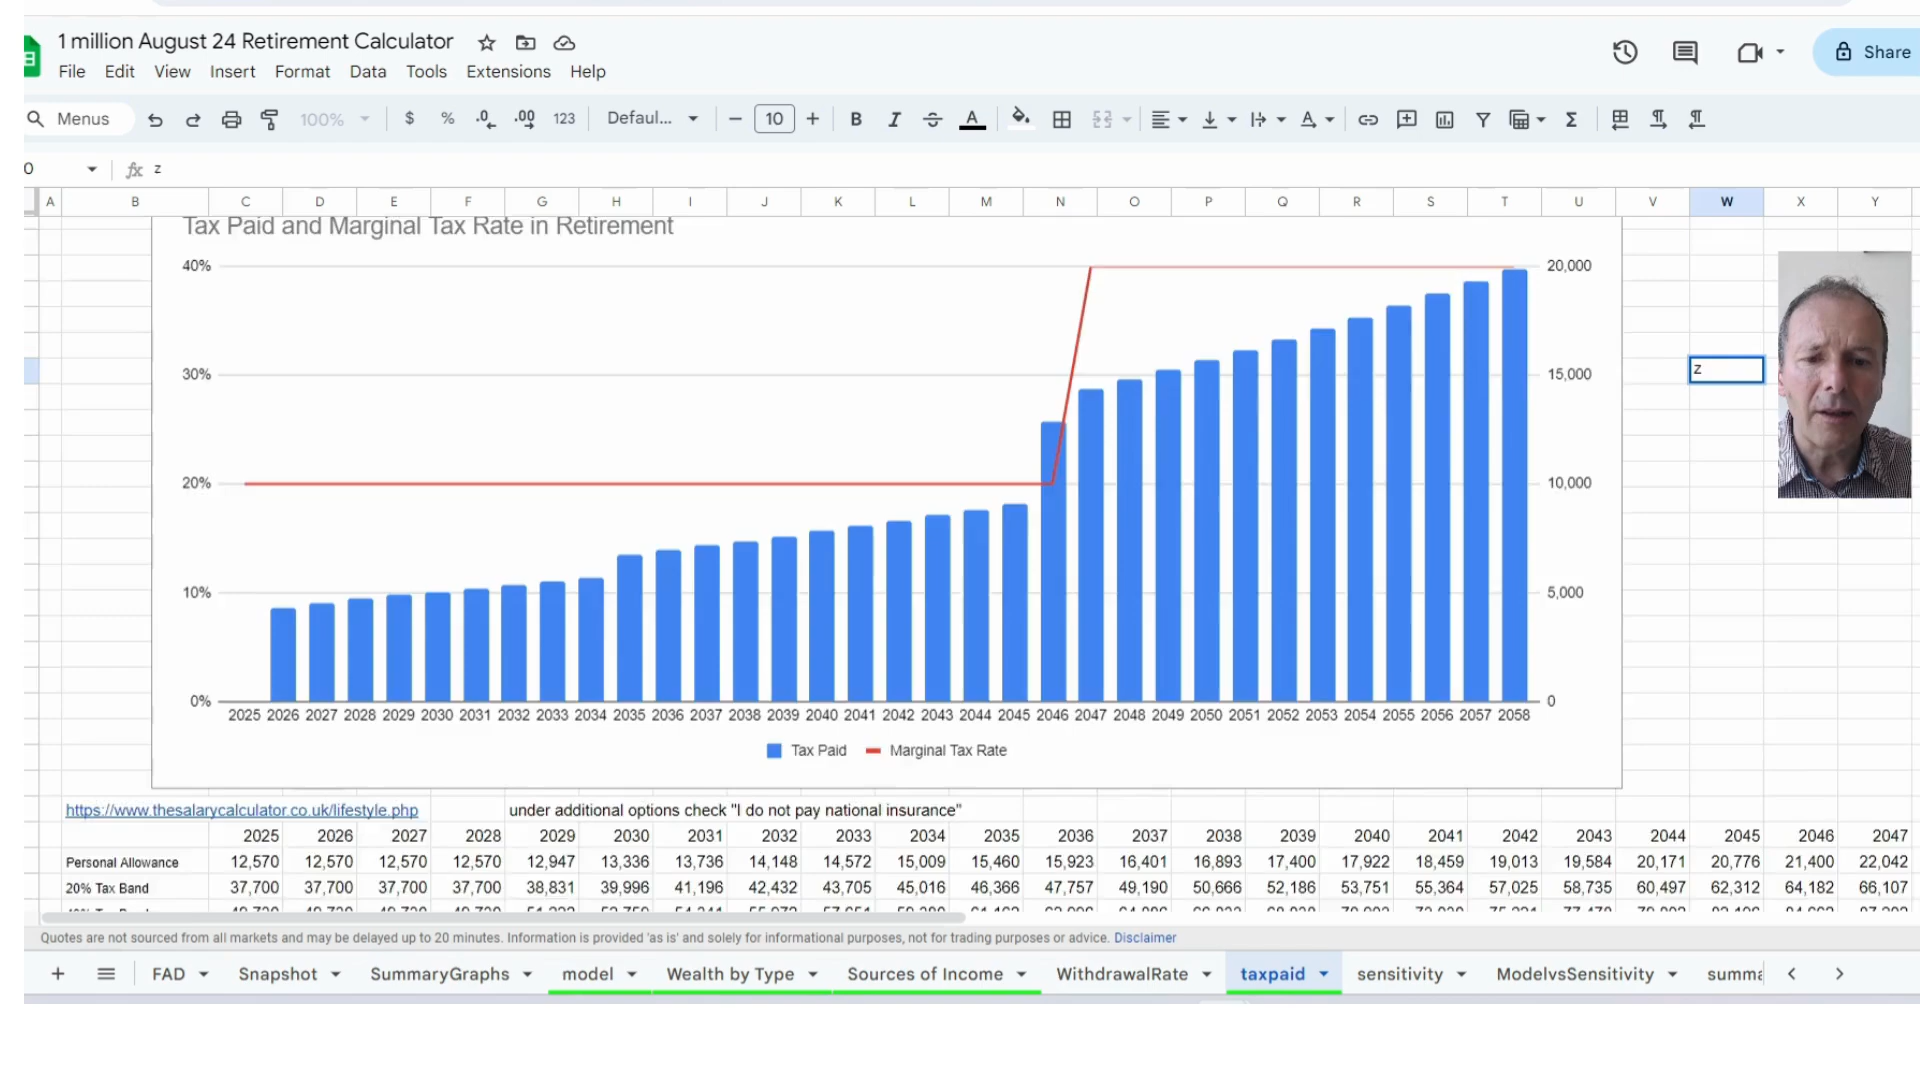 1 million August 24 Retirement Calculator
File Edit View Insert Format Data Tools Extensions Help
Share
Menus 100% $ % .0 .00 123 Defaul... 10 B I A
fx z
A B C D E F G H I J K L M N O P Q R S T U V W X Y
Tax Paid and Marginal Tax Rate in Retirement
40% 20,000
30% 15,000
z
20% 10,000
10% 5,000
0% 0
2025 2026 2027 2028 2029 2030 2031 2032 2033 2034 2035 2036 2037 2038 2039 2040 2041 2042 2043 2044 2045 2046 2047 2048 2049 2050 2051 2052 2053 2054 2055 2056 2057 2058
Tax Paid Marginal Tax Rate
https://www.thesalarycalculator.co.uk/lifestyle.php under additional options check "I do not pay national insurance"
2025 2026 2027 2028 2029 2030 2031 2032 2033 2034 2035 2036 2037 2038 2039 2040 2041 2042 2043 2044 2045 2046 2047
Personal Allowance 12,570 12,570 12,570 12,570 12,947 13,336 13,736 14,148 14,572 15,009 15,460 15,923 16,401 16,893 17,400 17,922 18,459 19,013 19,584 20,171 20,776 21,400 22,042
20% Tax Band 37,700 37,700 37,700 37,700 38,831 39,996 41,196 42,432 43,705 45,016 46,366 47,757 49,190 50,666 52,186 53,751 55,364 57,025 58,735 60,497 62,312 64,182 66,107
Quotes are not sourced from all markets and may be delayed up to 20 minutes. Information is provided 'as is' and solely for informational purposes, not for trading purposes or advice. Disclaimer
FAD Snapshot SummaryGraphs model Wealth by Type Sources of Income WithdrawalRate taxpaid sensitivity ModelvsSensitivity summa